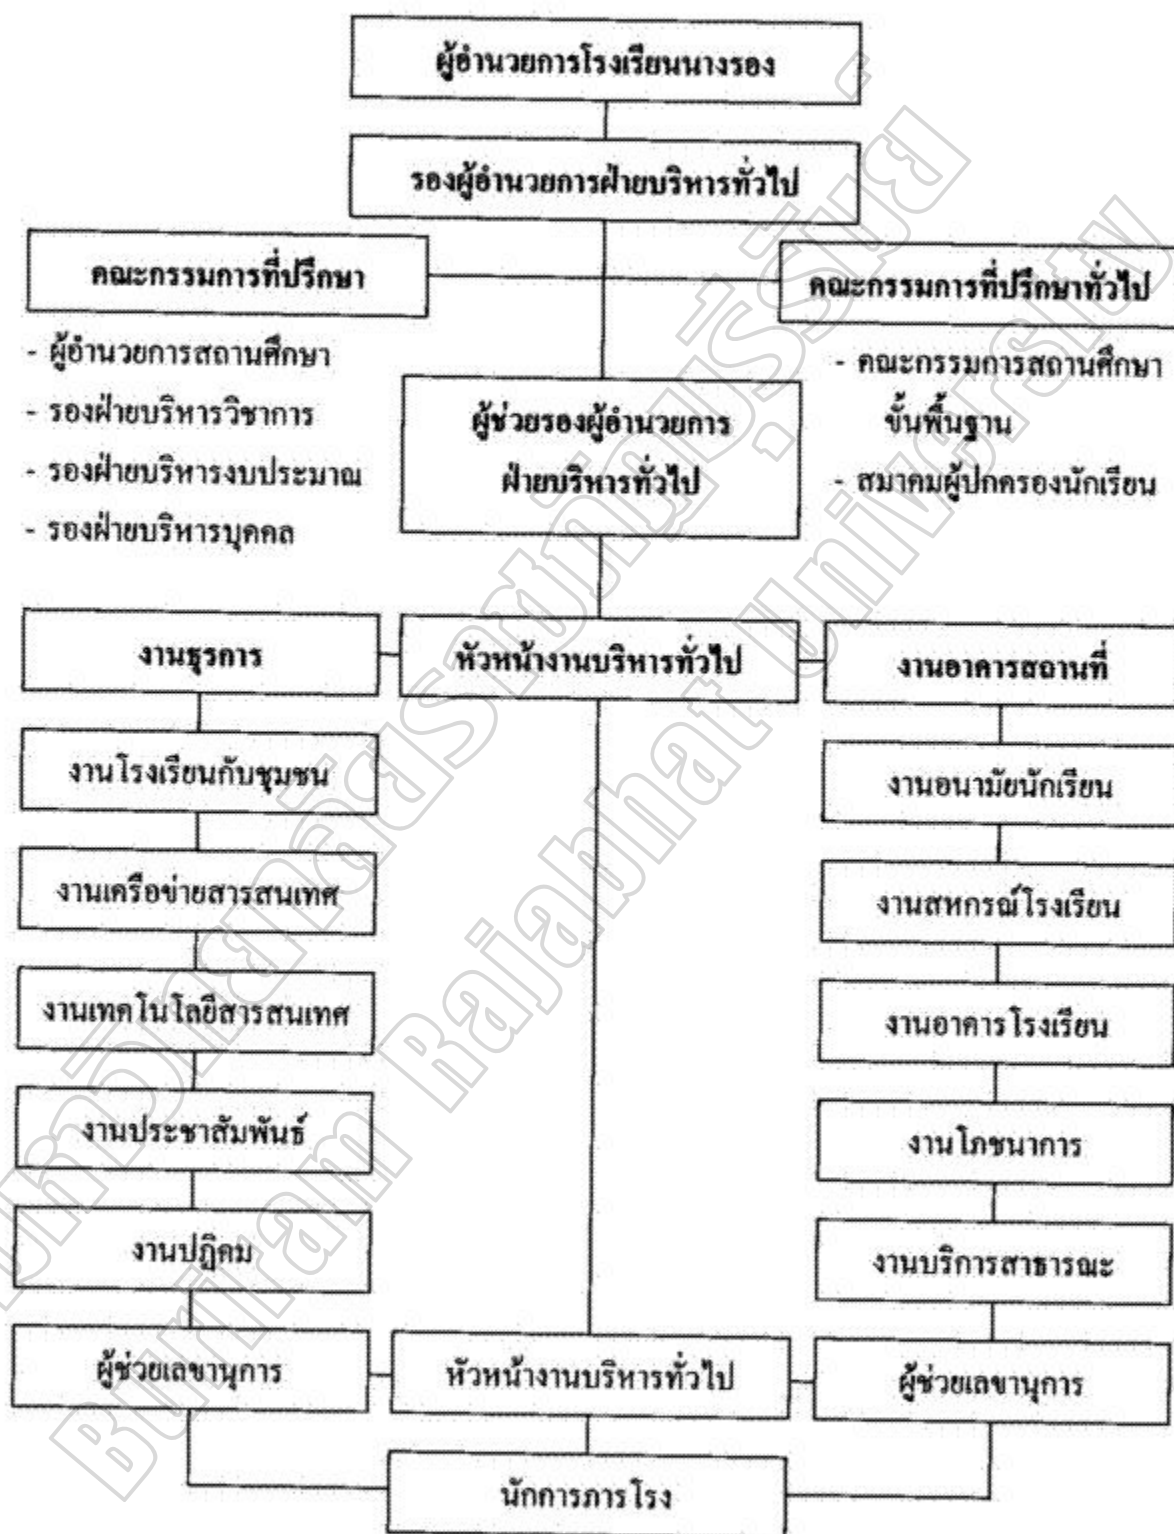 ผู้อำนวยการโรงเรียนนางรอง
รองผู้อำนวยการฝ่ายบริหารทั่วไป
คณะกรรมการที่ปรึกษา
- ผู้อำนวยการสถานศึกษา
- รองฝ่ายบริหารวิชาการ
- รองฝ่ายบริหารงบประมาณ
- รองฝ่ายบริหารบุคคล
คณะกรรมการที่ปรึกษาทั่วไป
- คณะกรรมการสถานศึกษา
ขั้นพื้นฐาน
- สมาคมผู้ปกครองนักเรียน
ผู้ช่วยรองผู้อำนวยการ
ฝ่ายบริหารทั่วไป
งานธุรการ
หัวหน้างานบริหารทั่วไป
งานอาคารสถานที่
งานโรงเรียนกับชุมชน
งานอนามัยนักเรียน
งานเครือข่ายสารสนเทศ
งานสหกรณ์โรงเรียน
งานเทคโนโลยีสารสนเทศ
งานอาคารโรงเรียน
งานประชาสัมพันธ์
งานโภชนาการ
งานปฏิคม
งานบริการสาธารณะ
ผู้ช่วยเลขานุการ
หัวหน้างานบริหารทั่วไป
ผู้ช่วยเลขานุการ
นักการภารโรง
Buriram Rajabhat University